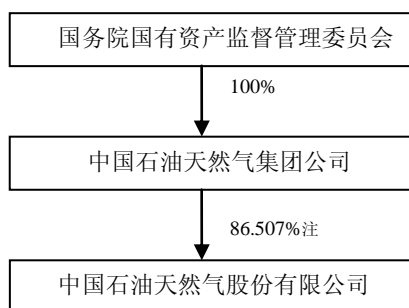 国务院国有资产监督管理委员会
100%
中国石油天然气集团公司
86.507%注
中国石油天然气股份有限公司